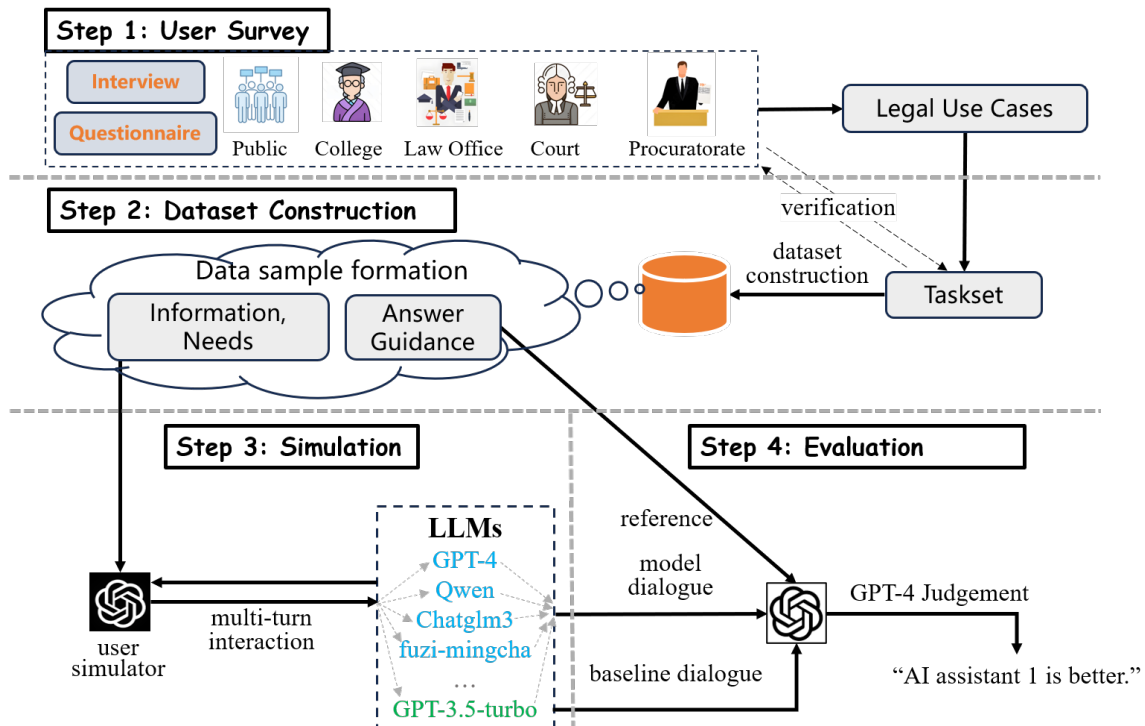 Step 1: User Survey
Interview
Questionnaire
Public
College
Law Office
Court
Procuratorate
Legal Use Cases
Step 2: Dataset Construction
verification
Data sample formation
Information,
Needs
Answer
Guidance
dataset
construction
Taskset
Step 3: Simulation
user
simulator
multi-turn
interaction
LLMs
GPT-4
Qwen
Chatglm3
fuzi-mingcha
...
GPT-3.5-turbo
Step 4: Evaluation
reference
model
dialogue
baseline dialogue
GPT-4 Judgement
“AI assistant 1 is better.”